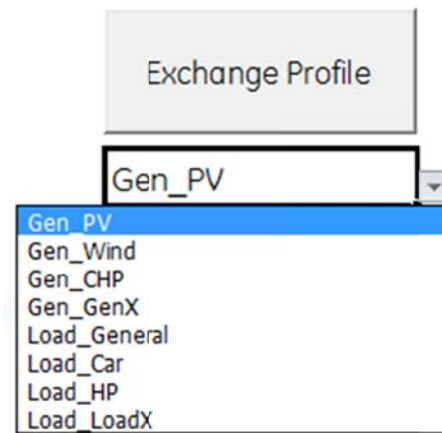 Exchange Profile
Gen_PV
Gen_PV
Gen_Wind
Gen_CHP
Gen_GenX
Load_General
Load_Car
Load_HP
Load_LoadX